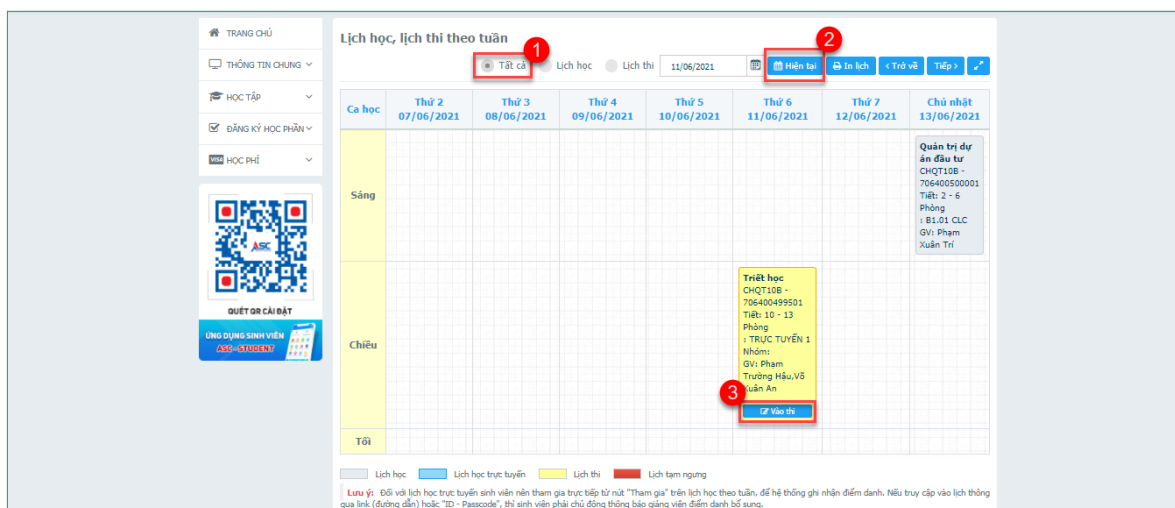 TRANG CHỦ
THÔNG TIN CHUNG
HỌC TẬP
ĐĂNG KÝ HỌC PHẦN
VISA HỌC PHÍ
ASC
QUÉT QR CÀI ĐẶT
ỨNG DỤNG SINH VIÊN
ASC-STUDENT
Lịch học, lịch thi theo tuần
1
2
Tất cả Lịch học Lịch thi 11/06/2021 Hiện tại In lịch Trở về Tiếp
Ca học Thứ 2 Thứ 3 Thứ 4 Thứ 5 Thứ 6 Thứ 7 Chủ nhật
07/06/2021 08/06/2021 09/06/2021 10/06/2021 11/06/2021 12/06/2021 13/06/2021
Sáng
Quản trị dự
án đầu tư
CHQT10B -
706400500001
Tiết: 2 - 6
Phòng
: B1.01 CLC
GV: Phạm
Xuân Trí
Chiều
Triết học
CHQT10B -
706400499501
Tiết: 10 - 13
Phòng
: TRỰC TUYẾN 1
Nhóm:
GV: Phạm
Trường Hậu,Võ
Xuân An
3
Vào thi
Tối
Lịch học Lịch học trực tuyến Lịch thi Lịch tạm ngưng
Lưu ý: Đối với lịch học trực tuyến sinh viên nên tham gia trực tiếp từ nút "Tham gia" trên lịch học theo tuần, để hệ thống ghi nhận điểm danh. Nếu truy cập vào lịch thông
qua link (đường dẫn) hoặc "ID - Passcode", thì sinh viên phải chủ động thông báo giảng viên điểm danh bổ sung.